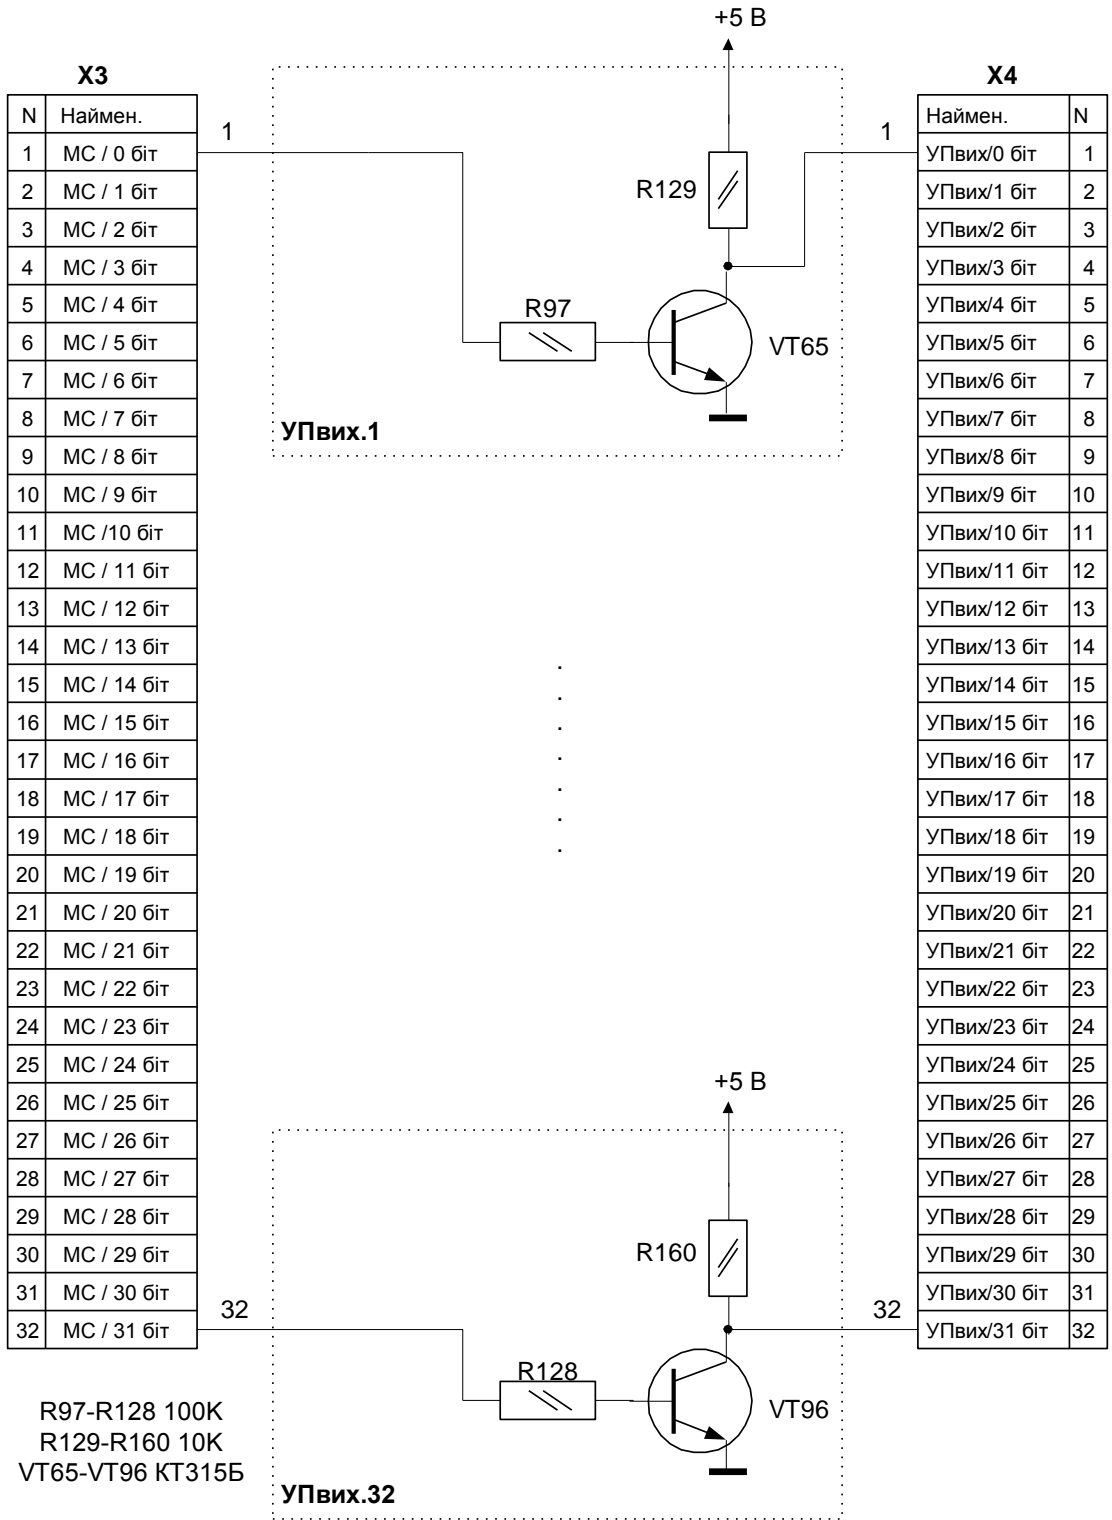 +5 В
X3
X4
N Наймен.
1 МС / 0 біт
2 МС / 1 біт
3 МС / 2 біт
4 МС / 3 біт
5 МС / 4 біт
6 МС / 5 біт
7 МС / 6 біт
8 МС / 7 біт
9 МС / 8 біт
10 МС / 9 біт
11 МС /10 біт
12 МС / 11 біт
13 МС / 12 біт
14 МС / 13 біт
15 МС / 14 біт
16 МС / 15 біт
17 МС / 16 біт
18 МС / 17 біт
19 МС / 18 біт
20 МС / 19 біт
21 МС / 20 біт
22 МС / 21 біт
23 МС / 22 біт
24 МС / 23 біт
25 МС / 24 біт
26 МС / 25 біт
27 МС / 26 біт
28 МС / 27 біт
29 МС / 28 біт
30 МС / 29 біт
31 МС / 30 біт
32 МС / 31 біт
1
R129
R97
VT65
УПвих.1
1
+5 В
32
R160
R128
VT96
УПвих.32
32
Наймен. N
УПвих/0 біт 1
УПвих/1 біт 2
УПвих/2 біт 3
УПвих/3 біт 4
УПвих/4 біт 5
УПвих/5 біт 6
УПвих/6 біт 7
УПвих/7 біт 8
УПвих/8 біт 9
УПвих/9 біт 10
УПвих/10 біт 11
УПвих/11 біт 12
УПвих/12 біт 13
УПвих/13 біт 14
УПвих/14 біт 15
УПвих/15 біт 16
УПвих/16 біт 17
УПвих/17 біт 18
УПвих/18 біт 19
УПвих/19 біт 20
УПвих/20 біт 21
УПвих/21 біт 22
УПвих/22 біт 23
УПвих/23 біт 24
УПвих/24 біт 25
УПвих/25 біт 26
УПвих/26 біт 27
УПвих/27 біт 28
УПвих/28 біт 29
УПвих/29 біт 30
УПвих/30 біт 31
УПвих/31 біт 32
R97-R128 100K
R129-R160 10K
VT65-VT96 КТ315Б